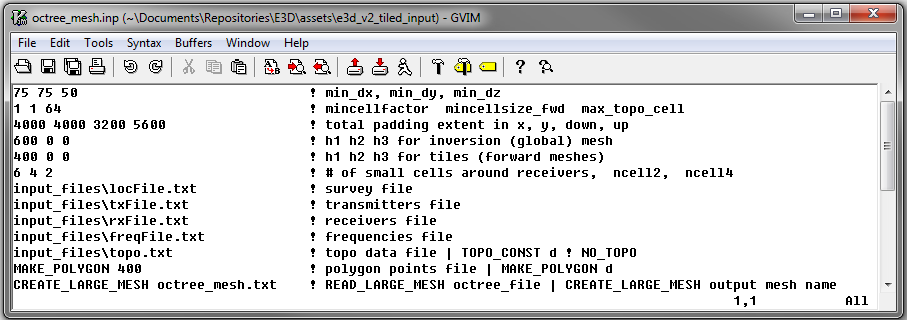 octree_mesh.inp (~\Documents\Repositories\E3D\assets\e3d_v2_tiled_input) - GVIM
File Edit Tools Syntax Buffers Window Help
75 75 50 ! min_dx, min_dy, min_dz
1 1 64 ! mincellfactor mincellsize_fwd max_topo_cell
4000 4000 3200 5600 ! total padding extent in x, y, down, up
600 0 0 ! h1 h2 h3 for inversion (global) mesh
400 0 0 ! h1 h2 h3 for tiles (forward meshes)
6 4 2 ! # of small cells around receivers, ncell2, ncell4
input_files\locFile.txt ! survey file
input_files\txFile.txt ! transmitters file
input_files\rxFile.txt ! receivers file
input_files\freqFile.txt ! frequencies file
input_files\topo.txt ! topo data file | TOPO_CONST d ! NO_TOPO
MAKE_POLYGON 400 ! polygon points file | MAKE_POLYGON d
CREATE_LARGE_MESH octree_mesh.txt ! READ_LARGE_MESH octree_file | CREATE_LARGE_MESH output mesh name
1,1 All